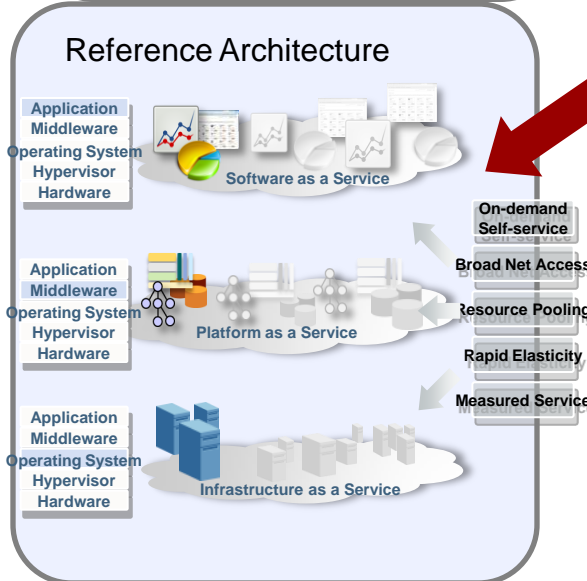 Reference Architecture
Application
Middleware
Operating System
Hypervisor
Hardware
Software as a Service
On-demand
Self-service
Broad Net Access
Resource Pooling
Rapid Elasticity
Measured Service
Application
Middleware
Operating System
Hypervisor
Hardware
Platform as a Service
Application
Middleware
Operating System
Hypervisor
Hardware
Infrastructure as a Service